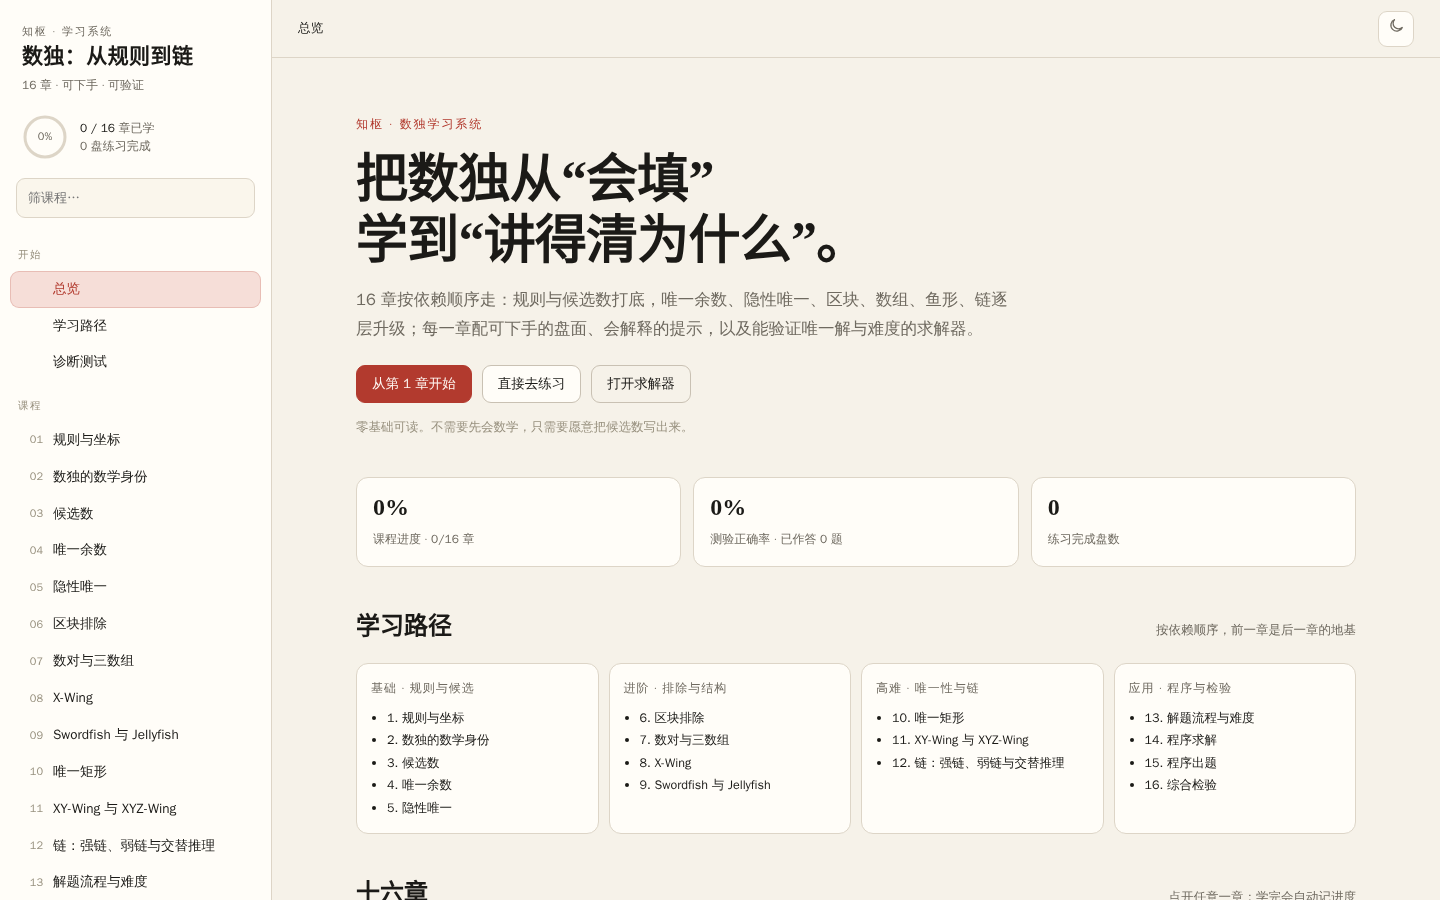 知枢 · 学习系统
数独：从规则到链
16 章 · 可下手 · 可验证
0%
0 / 16 章已学
0 盘练习完成
筛课程…
开始
总览
学习路径
诊断测试
课程
01 规则与坐标
02 数独的数学身份
03 候选数
04 唯一余数
05 隐性唯一
06 区块排除
07 数对与三数组
08 X-Wing
09 Swordfish 与 Jellyfish
10 唯一矩形
11 XY-Wing 与 XYZ-Wing
12 链：强链、弱链与交替推理
13 解题流程与难度
总览
知枢 · 数独学习系统
把数独从“会填”
学到“讲得清为什么”。
16 章按依赖顺序走：规则与候选数打底，唯一余数、隐性唯一、区块、数组、鱼形、链逐
层升级；每一章配可下手的盘面、会解释的提示，以及能验证唯一解与难度的求解器。
从第 1 章开始
直接去练习
打开求解器
零基础可读。不需要先会数学，只需要愿意把候选数写出来。
0%
课程进度 · 0/16 章
0%
测验正确率 · 已作答 0 题
0
练习完成盘数
学习路径
按依赖顺序，前一章是后一章的地基
基础 · 规则与候选
1. 规则与坐标
2. 数独的数学身份
3. 候选数
4. 唯一余数
5. 隐性唯一
进阶 · 排除与结构
6. 区块排除
7. 数对与三数组
8. X-Wing
9. Swordfish 与 Jellyfish
高难 · 唯一性与链
10. 唯一矩形
11. XY-Wing 与 XYZ-Wing
12. 链：强链、弱链与交替推理
应用 · 程序与检验
13. 解题流程与难度
14. 程序求解
15. 程序出题
16. 综合检验
十六章
点开任意一章；学完会自动记进度